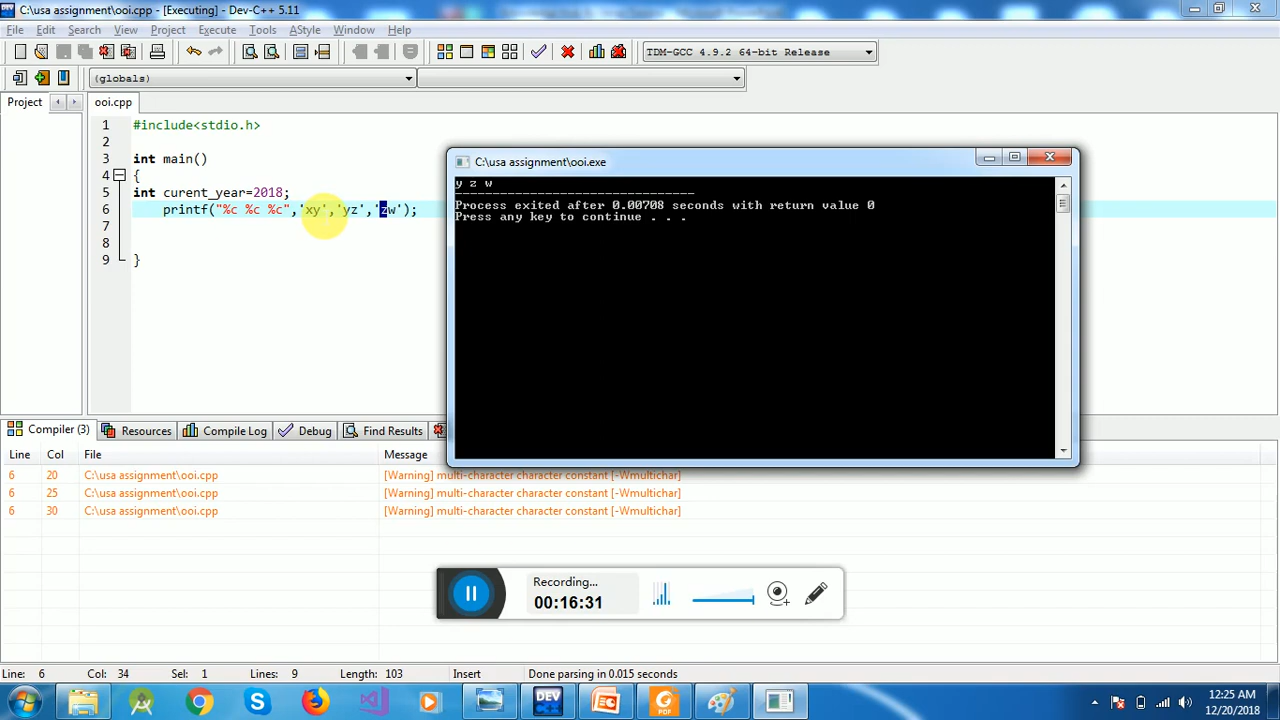 C:\usa assignment\ooi.cpp - [Executing] - Dev-C++ 5.11
File Edit Search View Project Execute Tools AStyle Window Help
TDM-GCC 4.9.2 64-bit Release
(globals)
Project
ooi.cpp
1 #include<stdio.h>
2
3 int main()
4 {
5 int curent_year=2018;
6 printf("%c %c %c",'xy','yz','zw');
7
8
9 }
C:\usa assignment\ooi.exe
y z w
--------------------------------
Process exited after 0.00708 seconds with return value 0
Press any key to continue . . .
Compiler (3) Resources Compile Log Debug Find Results
Line Col File Message
6 20 C:\usa assignment\ooi.cpp [Warning] multi-character character constant [-Wmultichar]
6 25 C:\usa assignment\ooi.cpp [Warning] multi-character character constant [-Wmultichar]
6 30 C:\usa assignment\ooi.cpp [Warning] multi-character character constant [-Wmultichar]
Recording...
00:16:31
Line: 6 Col: 34 Sel: 1 Lines: 9 Length: 103 Insert Done parsing in 0.015 seconds
DEV
C++
PDF
12:25 AM
12/20/2018